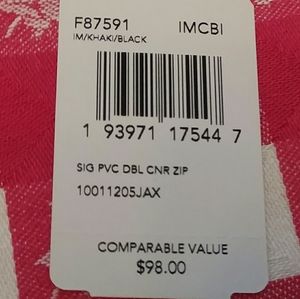 F87591 IMCBI
IM/KHAKI/BLACK
1 93971 17544 7
SIG PVC DBL CNR ZIP
10011205JAX
COMPARABLE VALUE
$98.00